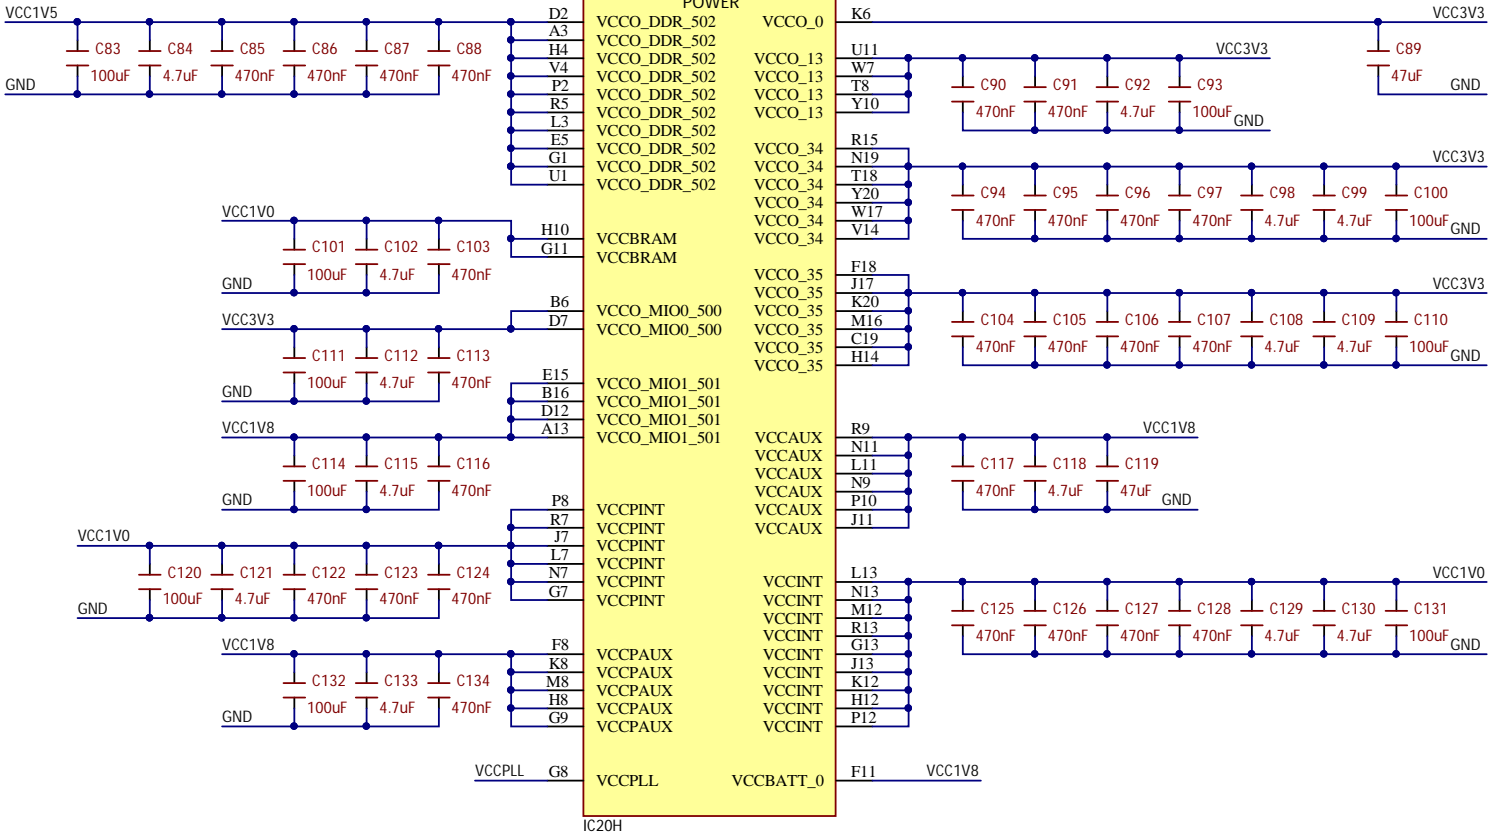 POWER
VCC1V5
D2 VCCO_DDR_502
A3 VCCO_DDR_502
H4 VCCO_DDR_502
V4 VCCO_DDR_502
P2 VCCO_DDR_502
R5 VCCO_DDR_502
L3 VCCO_DDR_502
E5 VCCO_DDR_502
G1 VCCO_DDR_502
U1 VCCO_DDR_502
C83 C84 C85 C86 C87 C88
100uF 4.7uF 470nF 470nF 470nF 470nF
GND
VCC1V0
H10 VCCBRAM
G11 VCCBRAM
C101 C102 C103
100uF 4.7uF 470nF
GND
VCC3V3
B6 VCCO_MIO0_500
D7 VCCO_MIO0_500
C111 C112 C113
100uF 4.7uF 470nF
GND
E15 VCCO_MIO1_501
B16 VCCO_MIO1_501
D12 VCCO_MIO1_501
A13 VCCO_MIO1_501
VCC1V8
C114 C115 C116
100uF 4.7uF 470nF
GND
P8 VCCPINT
R7 VCCPINT
J7 VCCPINT
L7 VCCPINT
N7 VCCPINT
G7 VCCPINT
VCC1V0
C120 C121 C122 C123 C124
100uF 4.7uF 470nF 470nF 470nF
GND
VCC1V8
F8 VCCPAUX
K8 VCCPAUX
M8 VCCPAUX
H8 VCCPAUX
G9 VCCPAUX
C132 C133 C134
100uF 4.7uF 470nF
GND
VCCPLL G8 VCCPLL
VCCO_0 K6 VCC3V3
C89
47uF
GND
VCCO_13 U11 VCC3V3
VCCO_13 W7
VCCO_13 T8
VCCO_13 Y10
C90 C91 C92 C93
470nF 470nF 4.7uF 100uF
GND
VCCO_34 R15
VCCO_34 N19 VCC3V3
VCCO_34 T18
VCCO_34 Y20
VCCO_34 W17
VCCO_34 V14
C94 C95 C96 C97 C98 C99 C100
470nF 470nF 470nF 470nF 4.7uF 4.7uF 100uF
GND
VCCO_35 F18
VCCO_35 J17 VCC3V3
VCCO_35 K20
VCCO_35 M16
VCCO_35 C19
VCCO_35 H14
C104 C105 C106 C107 C108 C109 C110
470nF 470nF 470nF 470nF 4.7uF 4.7uF 100uF
GND
VCCAUX R9 VCC1V8
VCCAUX N11
VCCAUX L11
VCCAUX N9
VCCAUX P10
VCCAUX J11
C117 C118 C119
470nF 4.7uF 47uF
GND
VCCINT L13 VCC1V0
VCCINT N13
VCCINT M12
VCCINT R13
VCCINT G13
VCCINT J13
VCCINT K12
VCCINT H12
VCCINT P12
C125 C126 C127 C128 C129 C130 C131
470nF 470nF 470nF 470nF 4.7uF 4.7uF 100uF
GND
VCCBATT_0 F11 VCC1V8
IC20H